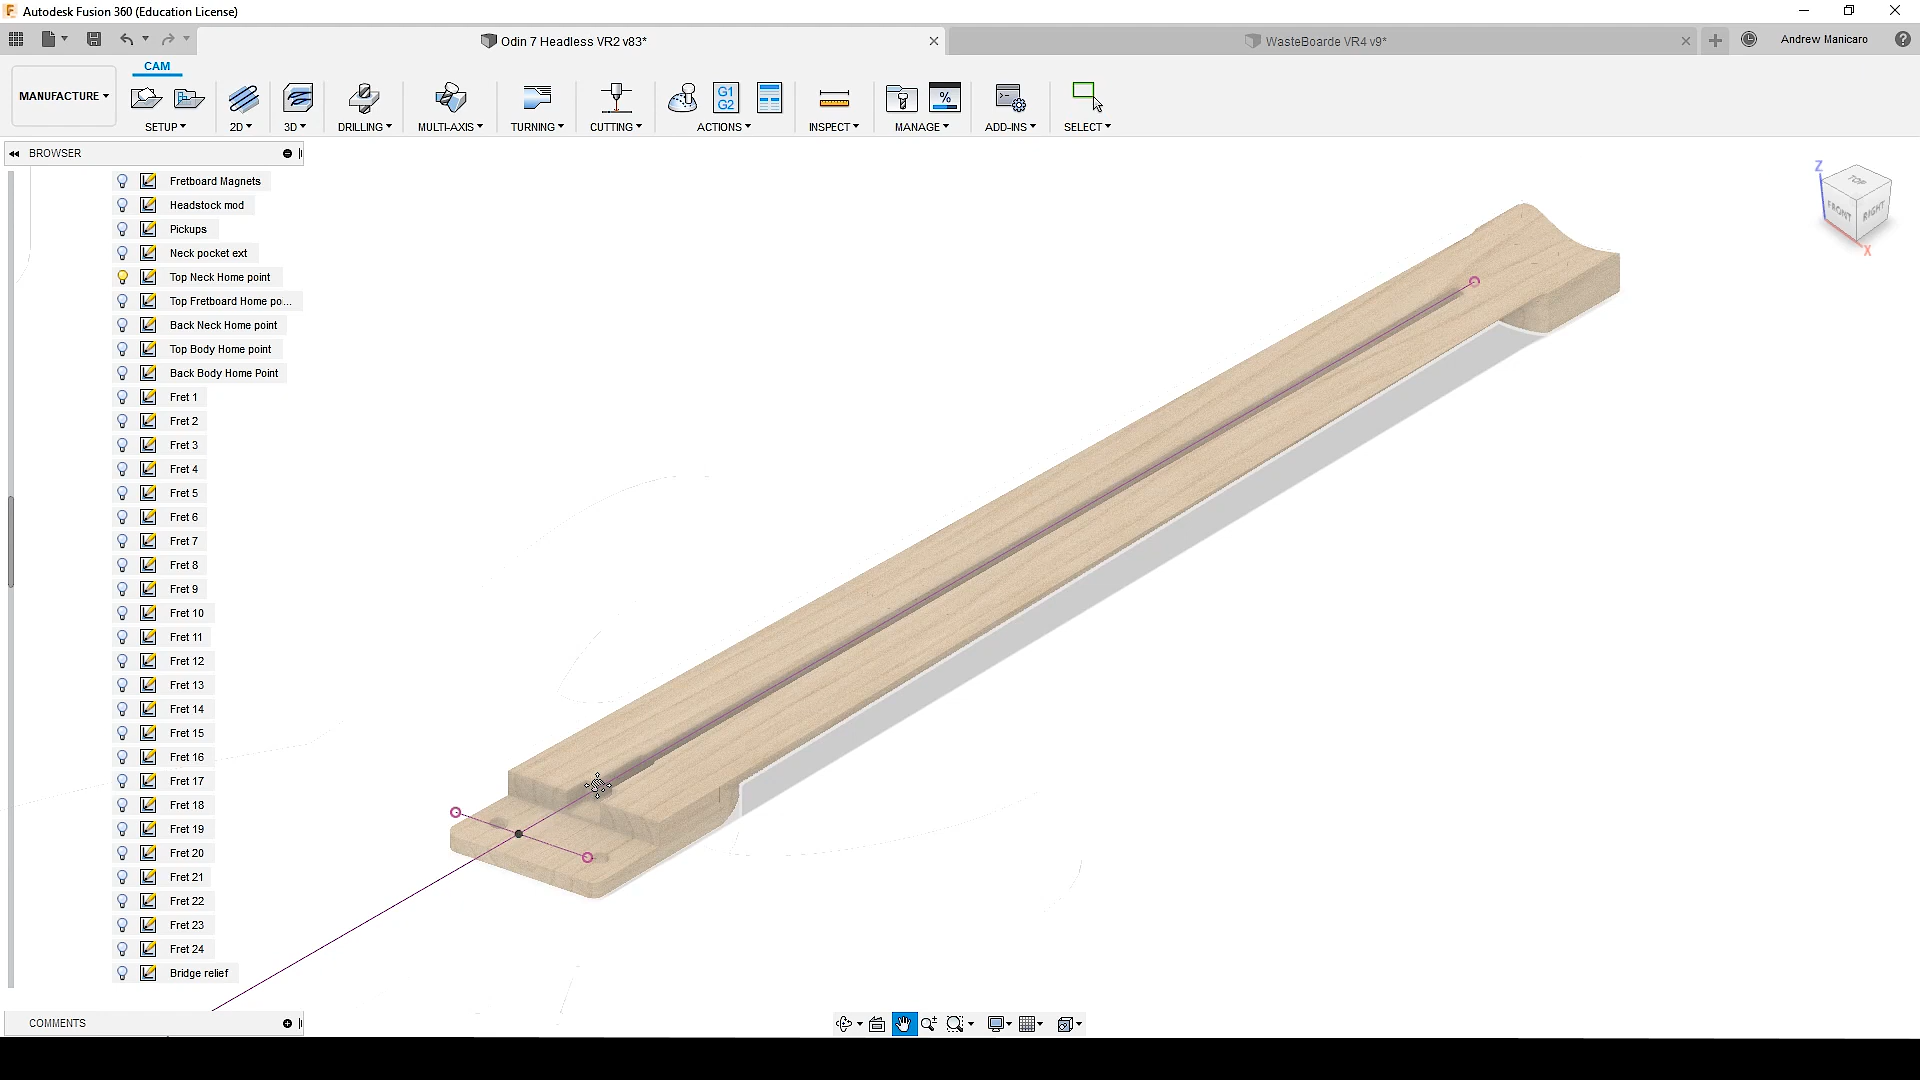 Autodesk Fusion 360 (Education License)
Odin 7 Headless VR2 v83*
WasteBoarde VR4 v9*
Andrew Manicaro
CAM
MANUFACTURE
SETUP
2D
3D
DRILLING
MULTI-AXIS
TURNING
CUTTING
G1
G2
ACTIONS
INSPECT
%
MANAGE
ADD-INS
SELECT
BROWSER
Fretboard Magnets
Headstock mod
Pickups
Neck pocket ext
Top Neck Home point
Top Fretboard Home po...
Back Neck Home point
Top Body Home point
Back Body Home Point
Fret 1
Fret 2
Fret 3
Fret 4
Fret 5
Fret 6
Fret 7
Fret 8
Fret 9
Fret 10
Fret 11
Fret 12
Fret 13
Fret 14
Fret 15
Fret 16
Fret 17
Fret 18
Fret 19
Fret 20
Fret 21
Fret 22
Fret 23
Fret 24
Bridge relief
Z
TOP
FRONT
RIGHT
X
COMMENTS